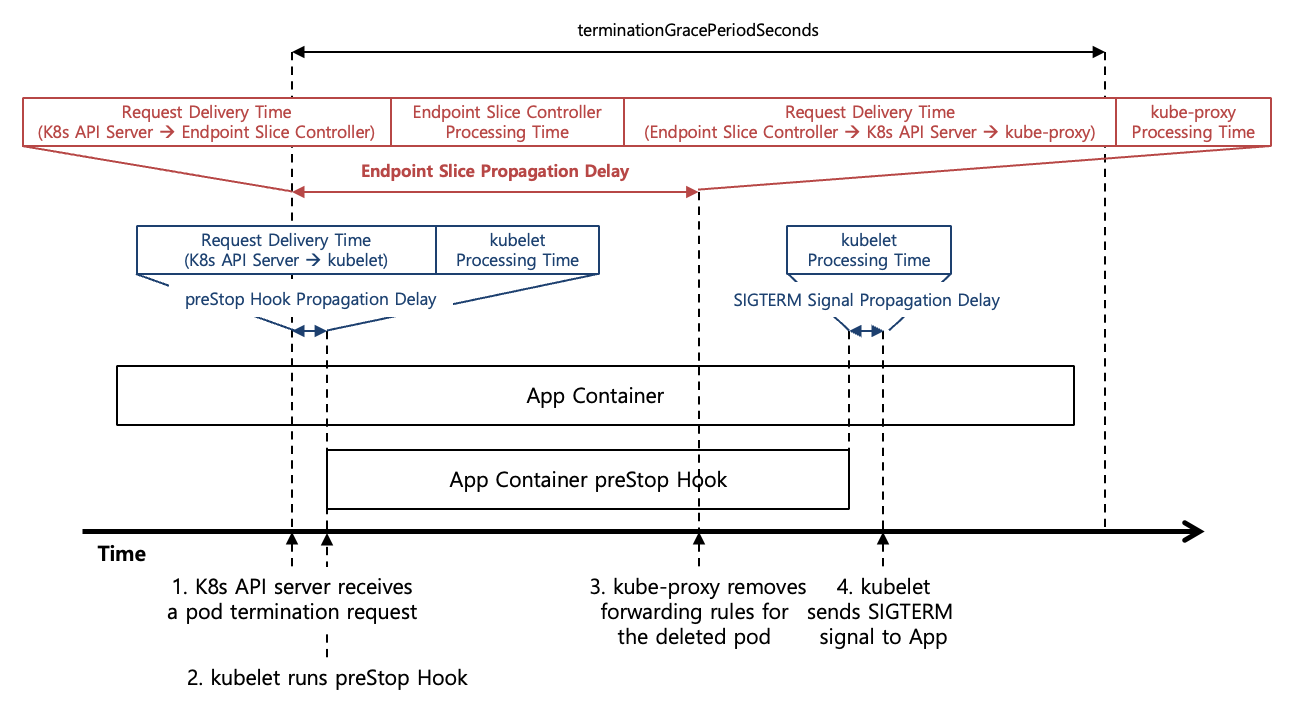 terminationGracePeriodSeconds
Request Delivery Time
(K8s API Server → Endpoint Slice Controller)
Endpoint Slice Controller
Processing Time
Request Delivery Time
(Endpoint Slice Controller → K8s API Server → kube-proxy)
kube-proxy
Processing Time
Endpoint Slice Propagation Delay
Request Delivery Time
(K8s API Server → kubelet)
kubelet
Processing Time
kubelet
Processing Time
preStop Hook Propagation Delay
SIGTERM Signal Propagation Delay
App Container
App Container preStop Hook
Time
1. K8s API server receives
a pod termination request
2. kubelet runs preStop Hook
3. kube-proxy removes
forwarding rules for
the deleted pod
4. kubelet
sends SIGTERM
signal to App